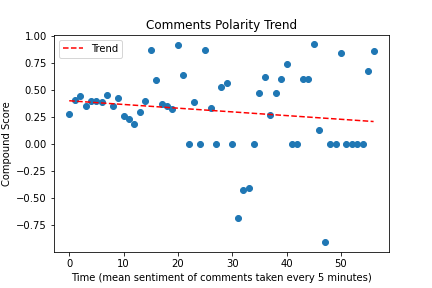 Comments Polarity Trend
Trend
Compound Score
1.00
0.75
0.50
0.25
0.00
−0.25
−0.50
−0.75
0 10 20 30 40 50
Time (mean sentiment of comments taken every 5 minutes)